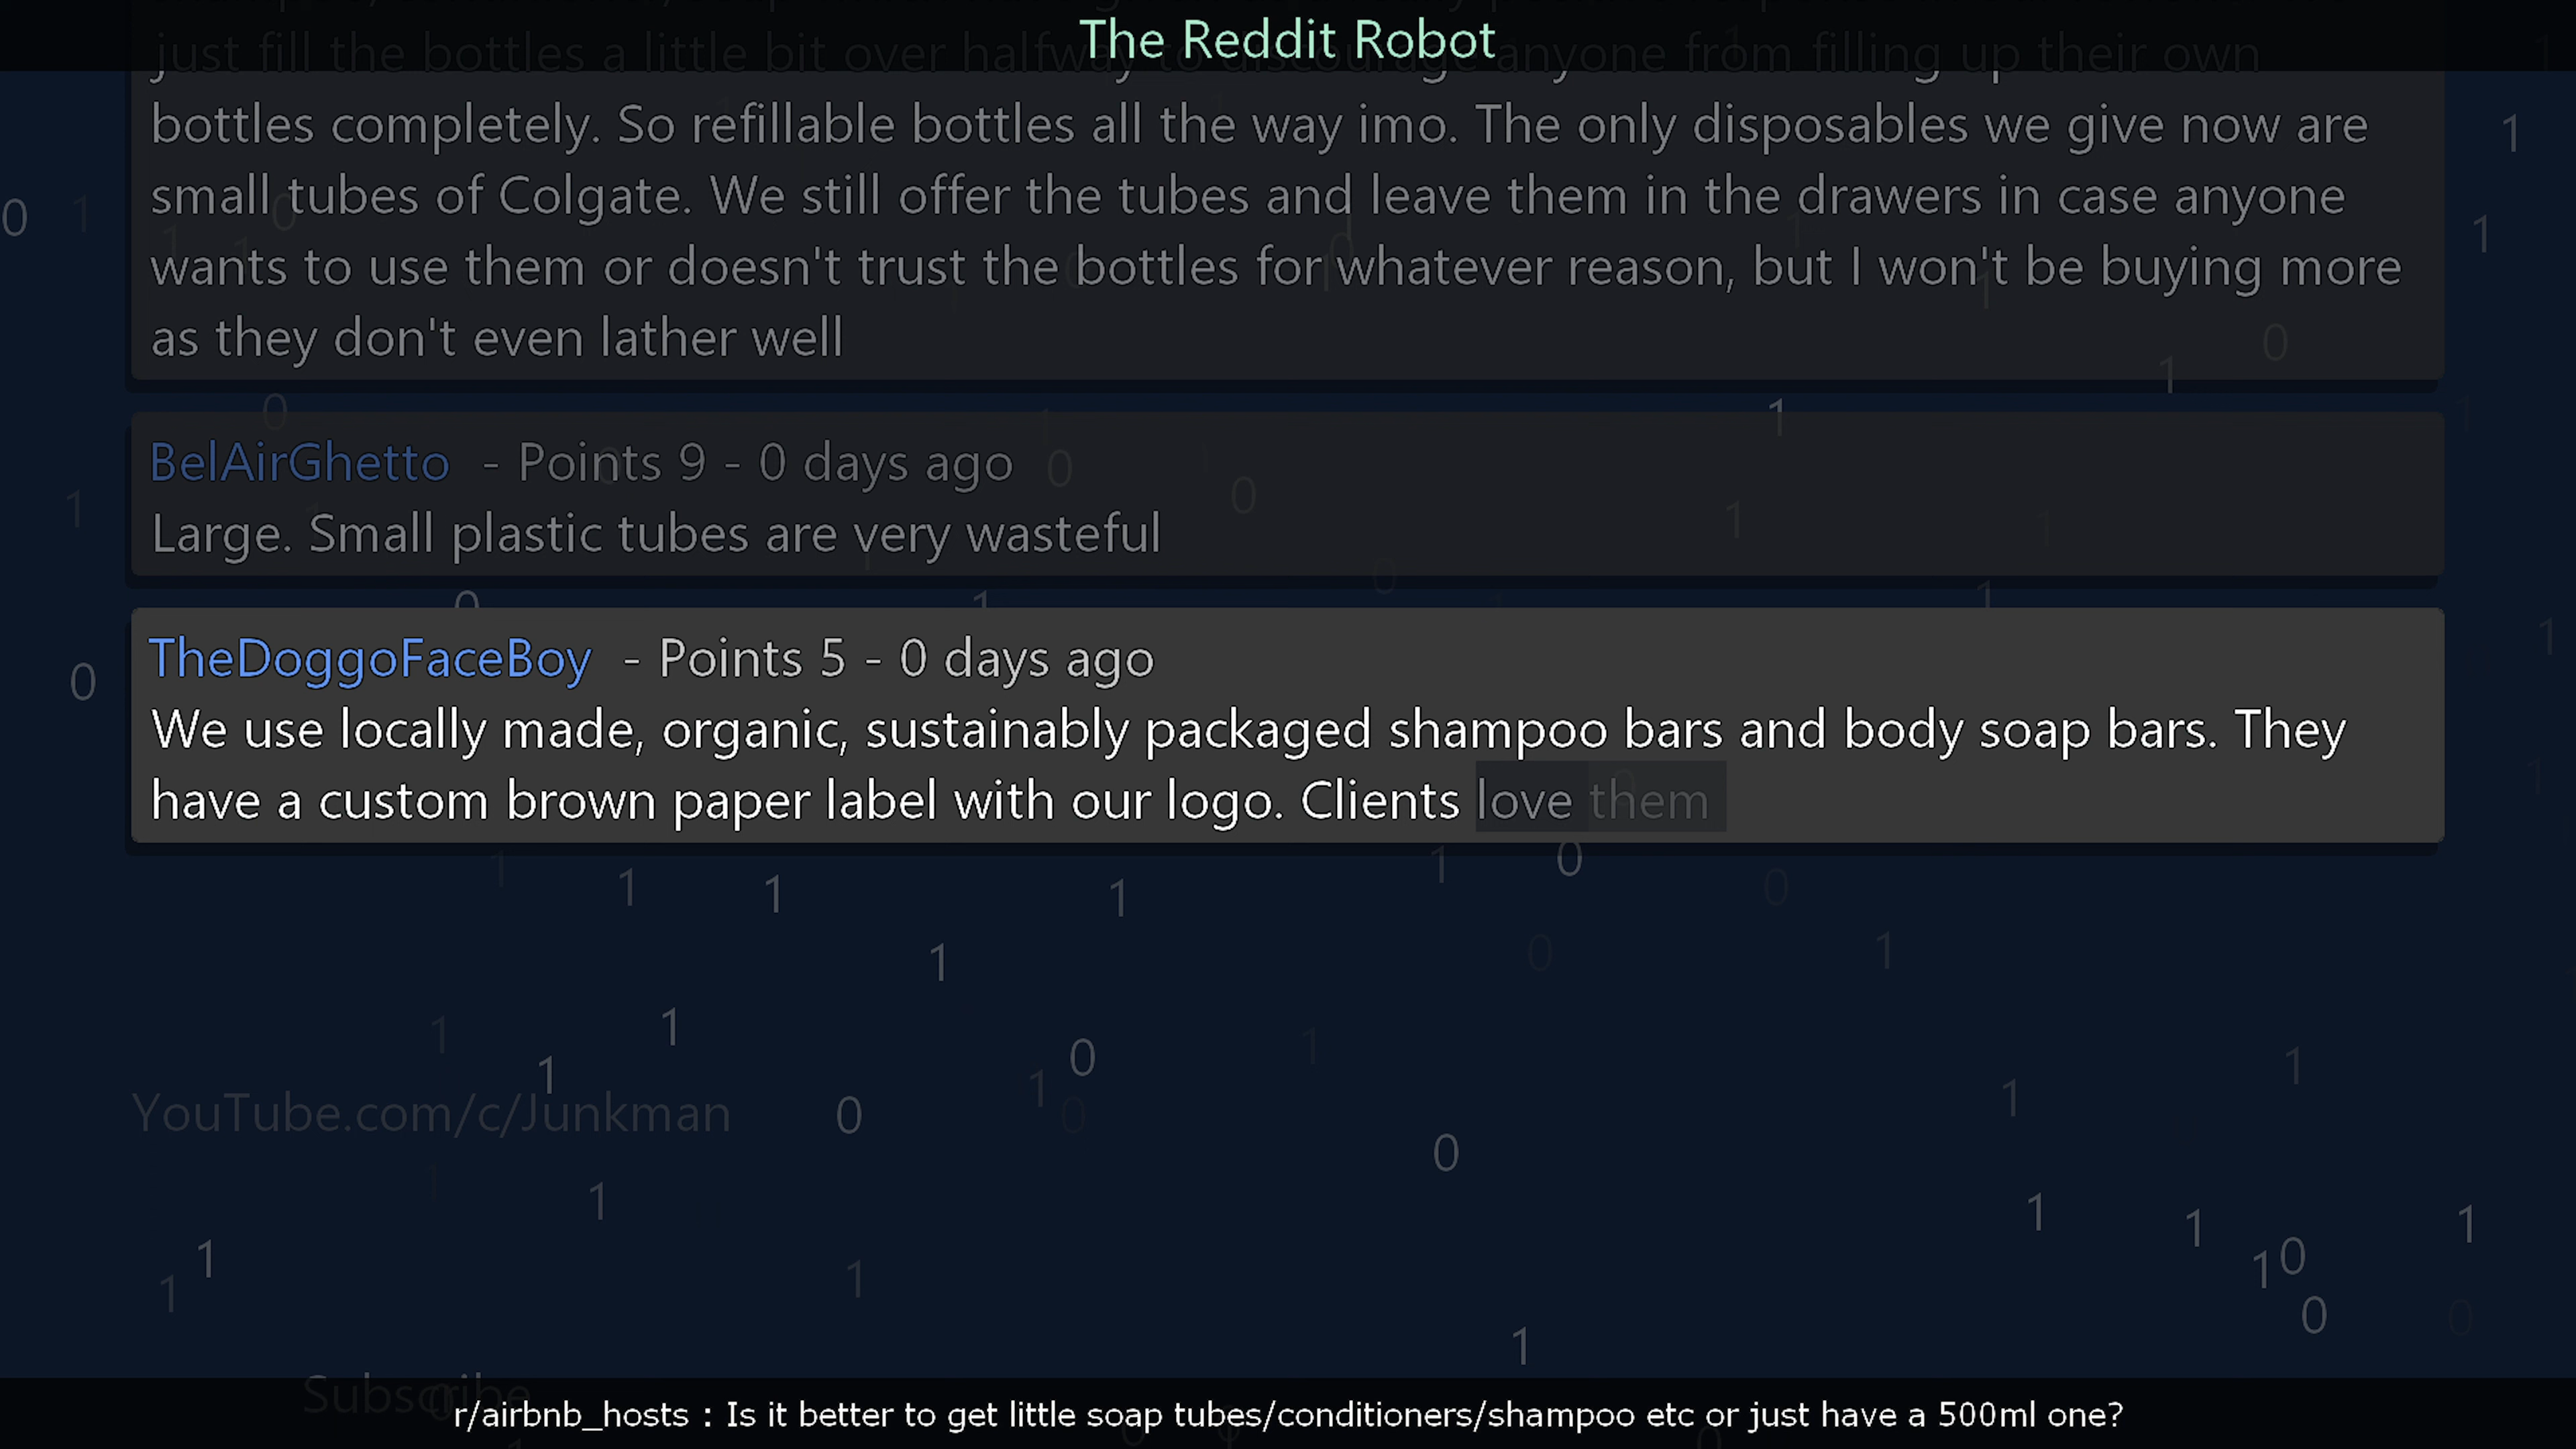 The Reddit Robot
just fill the bottles a little bit over halfway to discourage anyone from filling up their own
bottles completely. So refillable bottles all the way imo. The only disposables we give now are
small tubes of Colgate. We still offer the tubes and leave them in the drawers in case anyone
wants to use them or doesn't trust the bottles for whatever reason, but I won't be buying more
as they don't even lather well
BelAirGhetto - Points 9 - 0 days ago
Large. Small plastic tubes are very wasteful
TheDoggoFaceBoy - Points 5 - 0 days ago
We use locally made, organic, sustainably packaged shampoo bars and body soap bars. They
have a custom brown paper label with our logo. Clients love them
YouTube.com/c/Junkman
Subscribe
r/airbnb_hosts : Is it better to get little soap tubes/conditioners/shampoo etc or just have a 500ml one?